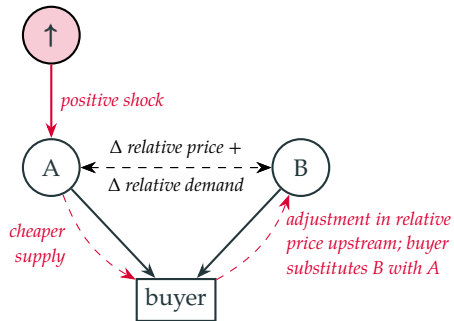 ↑
positive shock
Δ relative price +
A
B
Δ relative demand
cheaper
supply
adjustment in relative
price upstream; buyer
substitutes B with A
buyer